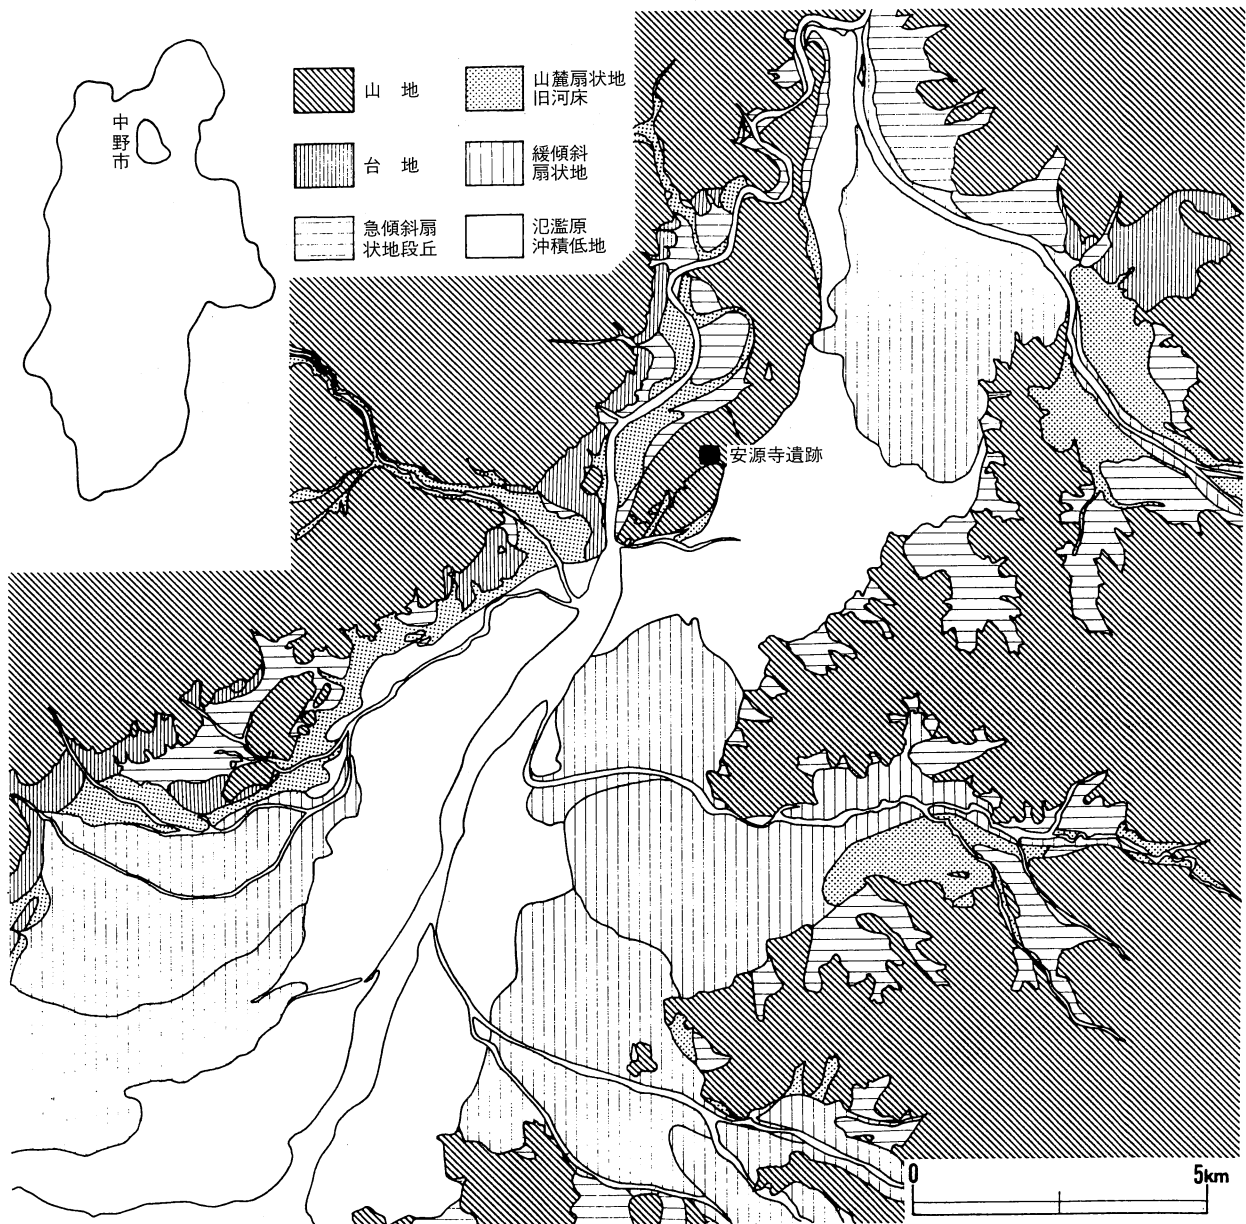 中野市
山　地
台　地
急傾斜扇
状地段丘
山麓扇状地
旧河床
緩傾斜
扇状地
氾濫原
沖積低地
安源寺遺跡
0
5km